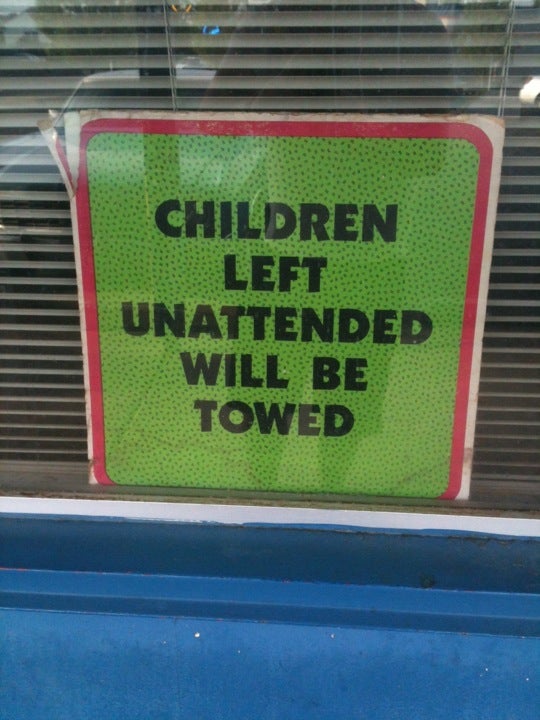 CHILDREN
LEFT
UNATTENDED
WILL BE
TOWED